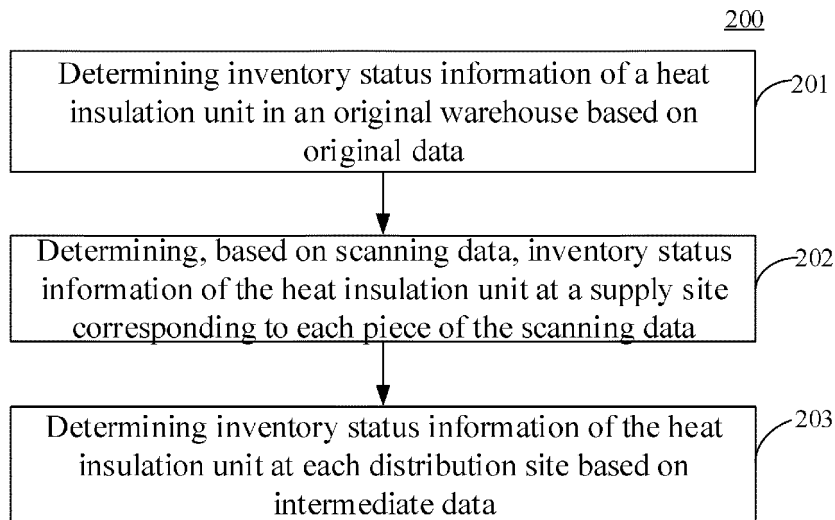 200
Determining inventory status information of a heat
insulation unit in an original warehouse based on
original data
201
Determining, based on scanning data, inventory status
information of the heat insulation unit at a supply site
corresponding to each piece of the scanning data
202
Determining inventory status information of the heat
insulation unit at each distribution site based on
intermediate data
203